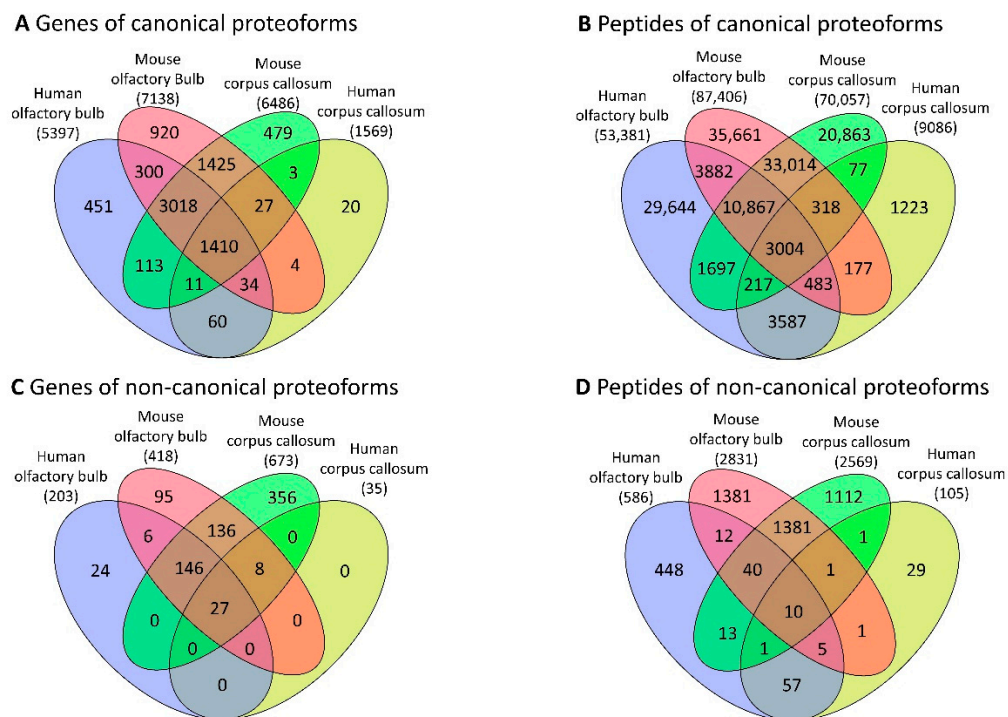 A Genes of canonical proteoforms
Mouse
olfactory Bulb
(7138)
Mouse
corpus callosum
(6486)
Human
olfactory bulb
(5397)
Human
corpus callosum
(1569)
920
479
300
1425
3
451
3018
27
20
1410
113
11
34
4
60
B Peptides of canonical proteoforms
Mouse
olfactory bulb
(87,406)
Mouse
corpus callosum
(70,057)
Human
olfactory bulb
(53,381)
Human
corpus callosum
(9086)
35,661
20,863
3882
33,014
77
29,644
10,867
318
1223
3004
1697
217
483
177
3587
C Genes of non-canonical proteoforms
Mouse
olfactory bulb
(418)
Mouse
corpus callosum
(673)
Human
olfactory bulb
(203)
Human
corpus callosum
(35)
95
356
6
136
0
24
146
8
0
27
0
0
0
0
0
D Peptides of non-canonical proteoforms
Mouse
olfactory bulb
(2831)
Mouse
corpus callosum
(2569)
Human
olfactory bulb
(586)
Human
corpus callosum
(105)
1381
1112
12
1381
1
448
40
1
29
10
13
1
5
1
57